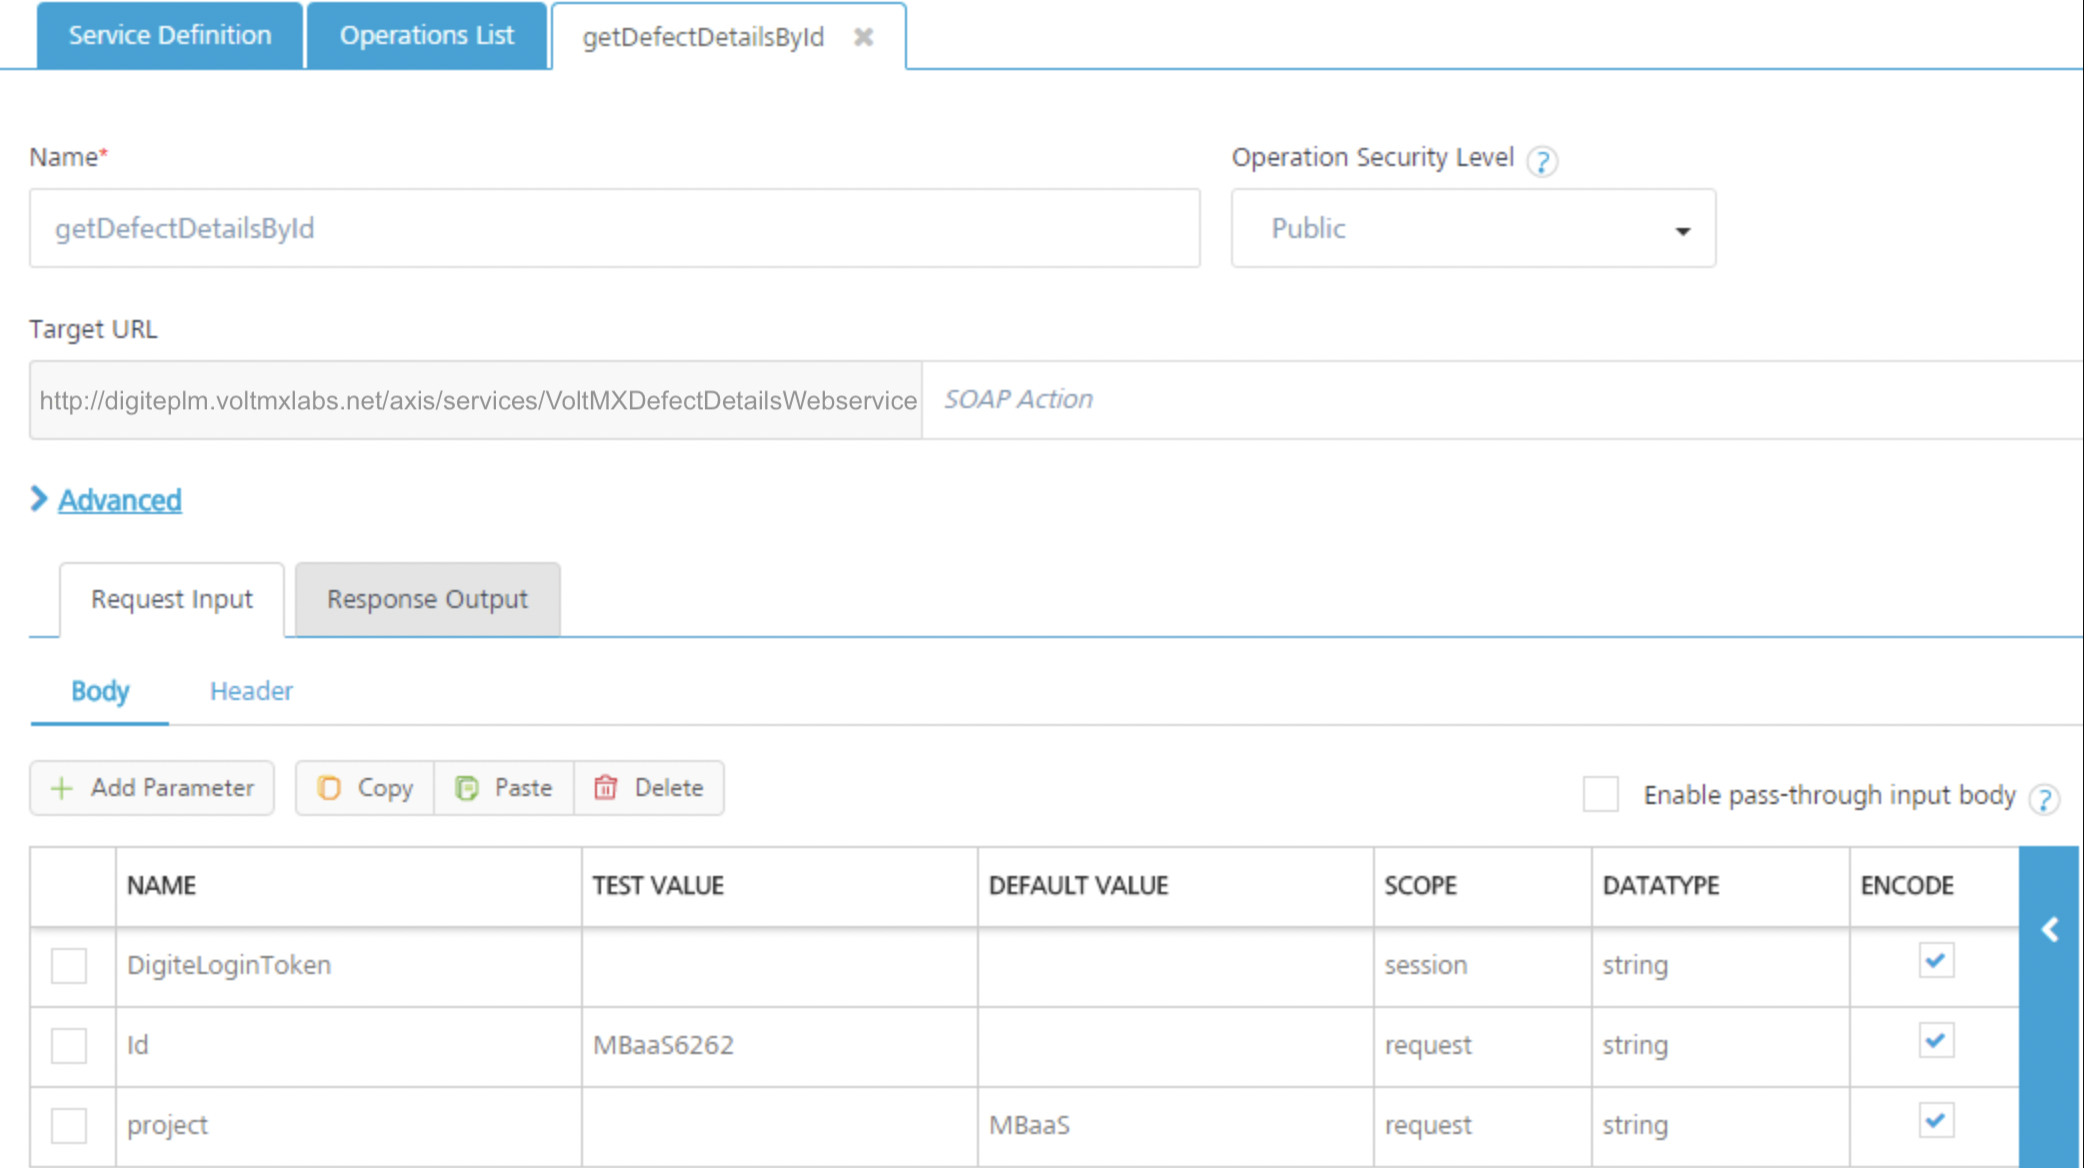 Service Definition Operations List getDefectDetailsById ✖
Name* Operation Security Level ?
getDefectDetailsById Public
Target URL
http://digiteplm.voltmxlabs.net/axis/services/VoltMXDefectDetailsWebservice SOAP Action
Advanced
Request Input Response Output
Body Header
Add Parameter Copy Paste Delete Enable pass-through input body ?
NAME TEST VALUE DEFAULT VALUE SCOPE DATATYPE ENCODE
DigiteLoginToken session string
Id MBaaS6262 request string
project MBaaS request string